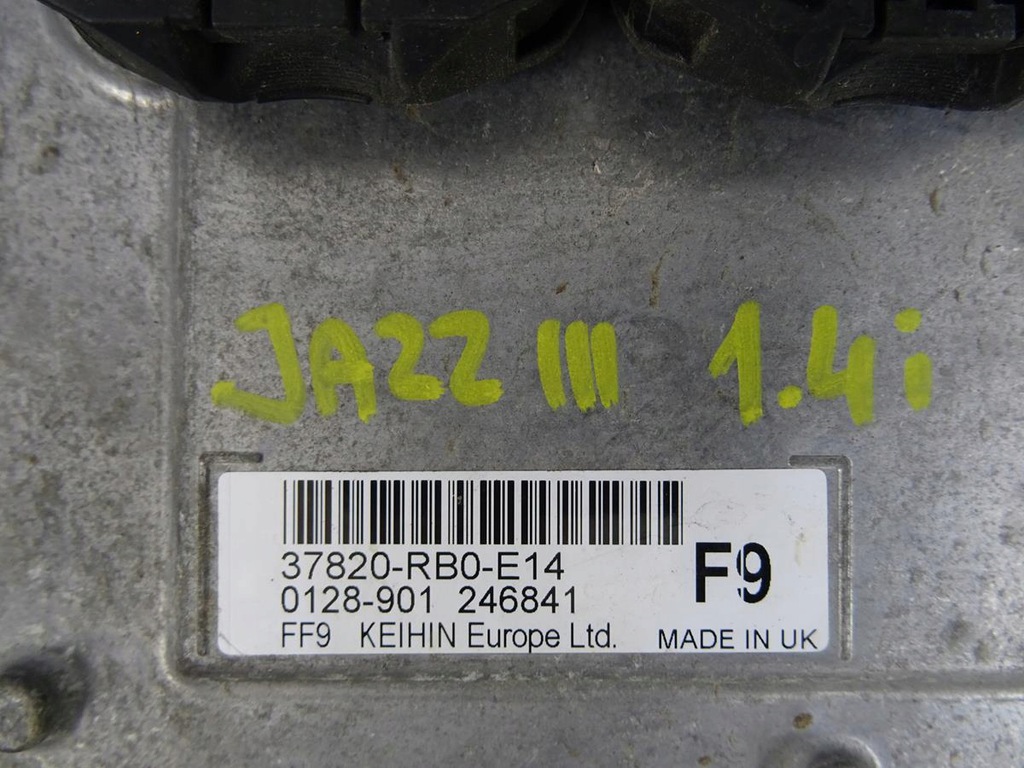 JAZZ III 1.4i
37820-RB0-E14
F9
0128-901 246841
FF9 KEIHIN Europe Ltd. MADE IN UK